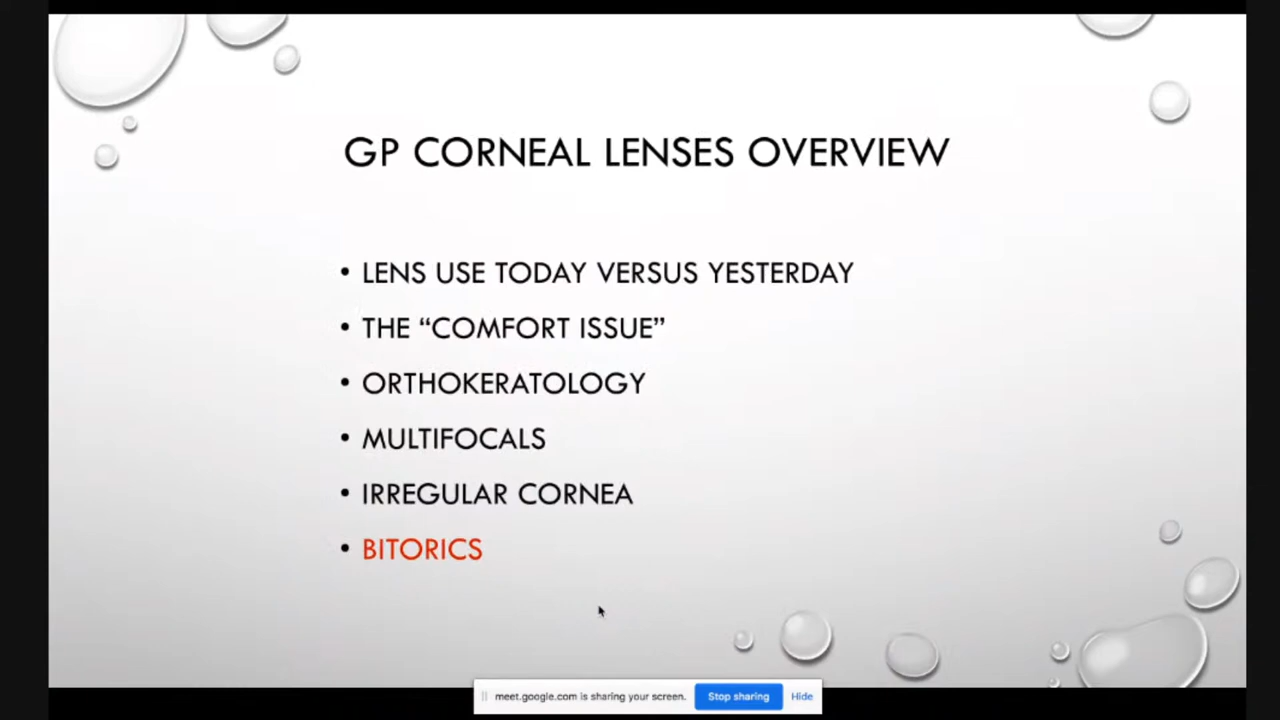 GP CORNEAL LENSES OVERVIEW
• LENS USE TODAY VERSUS YESTERDAY
• THE “COMFORT ISSUE”
• ORTHOKERATOLOGY
• MULTIFOCALS
• IRREGULAR CORNEA
• BITORICS
meet.google.com is sharing your screen. Stop sharing Hide